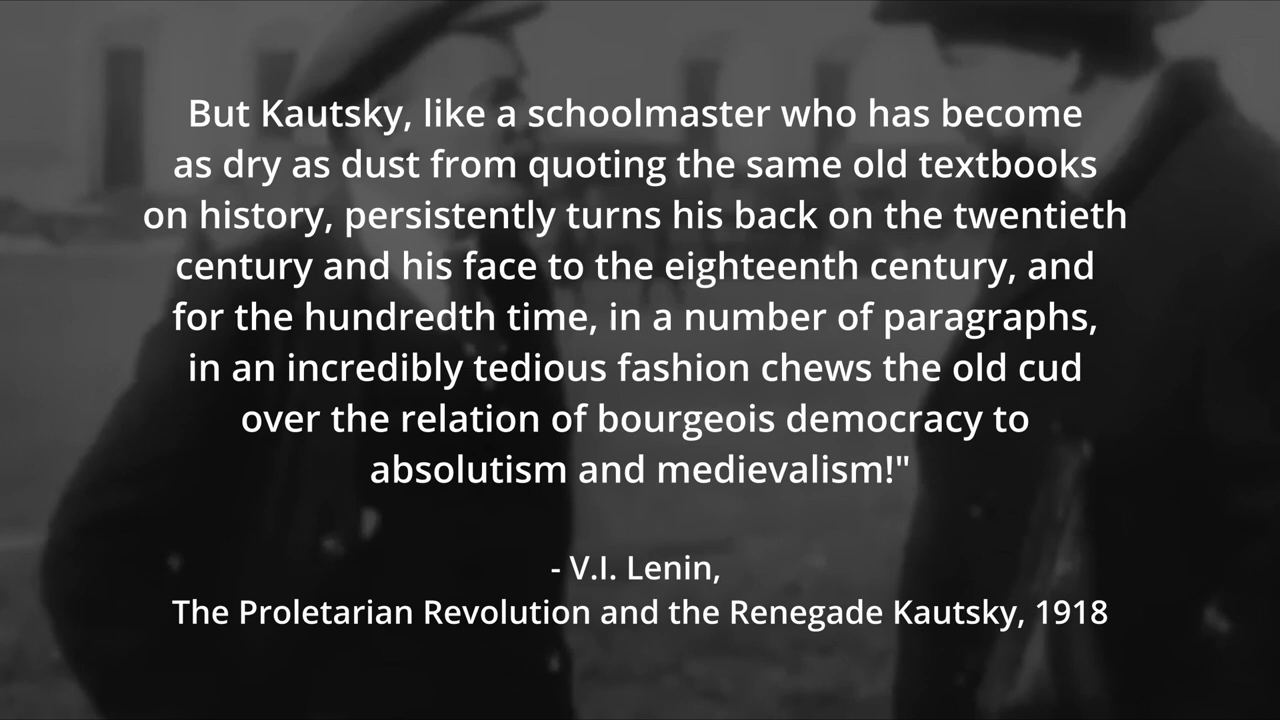 But Kautsky, like a schoolmaster who has become
as dry as dust from quoting the same old textbooks
on history, persistently turns his back on the twentieth
century and his face to the eighteenth century, and
for the hundredth time, in a number of paragraphs,
in an incredibly tedious fashion chews the old cud
over the relation of bourgeois democracy to
absolutism and medievalism!"
- V.I. Lenin,
The Proletarian Revolution and the Renegade Kautsky, 1918